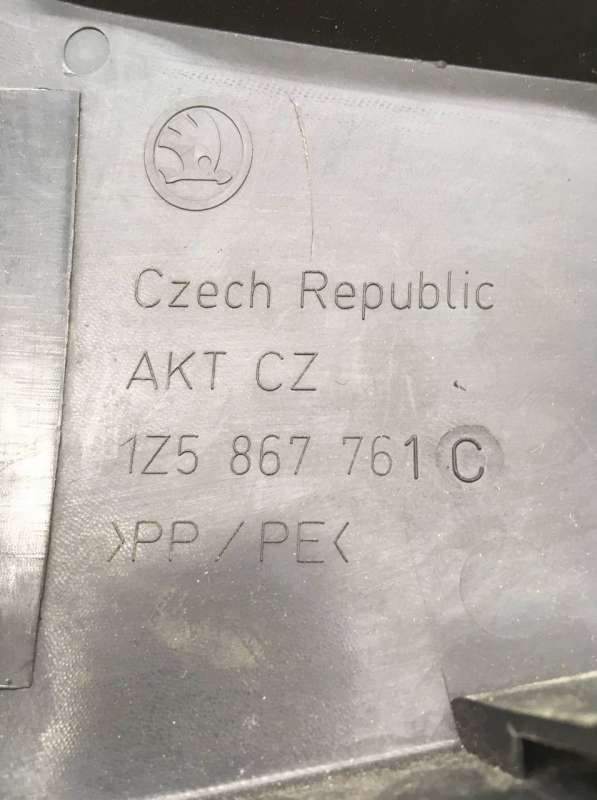 Czech Republic
AKT CZ
1Z5 867 761 C
>PP/PE<